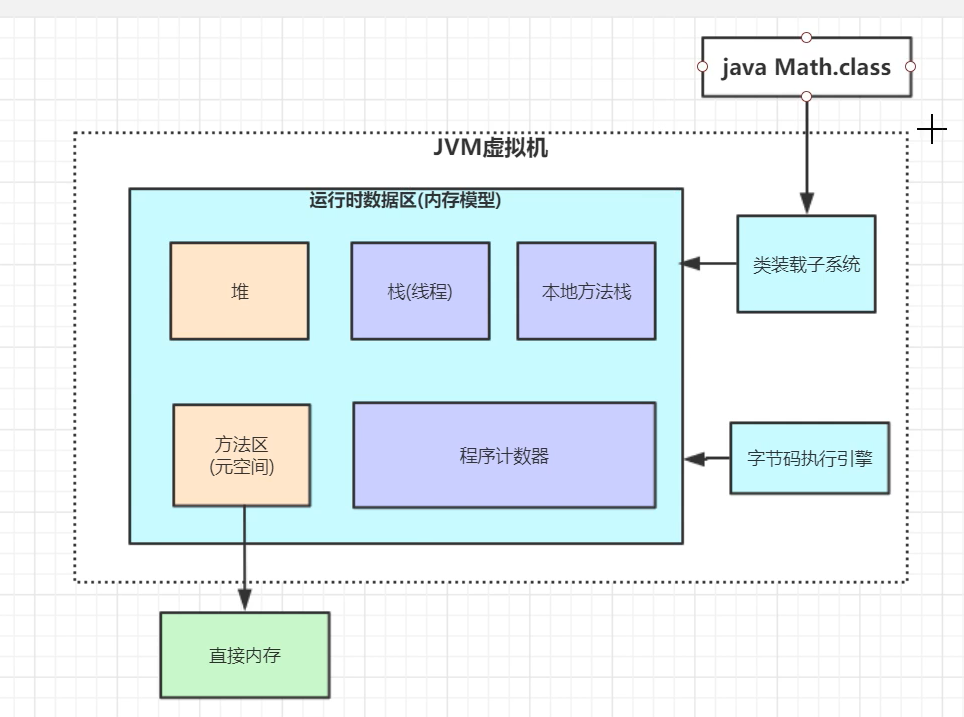 java Math.class
JVM虚拟机
运行时数据区(内存模型)
堆
栈(线程)
本地方法栈
类装载子系统
方法区
(元空间)
程序计数器
字节码执行引擎
直接内存